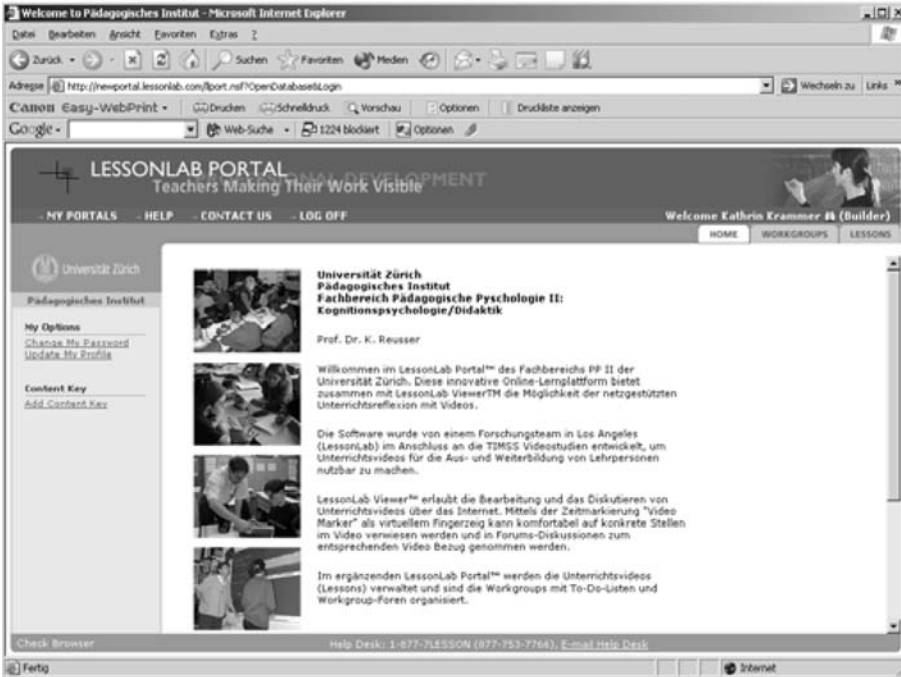 Welcome to Pädagogisches Institut - Microsoft Internet Explorer
Datei Bearbeiten Ansicht Favoriten Extras ?
Zurück Suchen Favoriten Medien
Adresse http://newportal.lessonlab.com/llport.nsf?OpenDatabase&Login Wechseln zu Links »
Canon Easy-WebPrint Drucken Schnelldruck Vorschau Optionen Druckliste anzeigen
Google Web-Suche 1224 blockiert Optionen
LESSONLAB PORTAL
PROFESSIONAL DEVELOPMENT
Teachers Making Their Work Visible
MY PORTALS HELP CONTACT US LOG OFF Welcome Kathrin Krammer (Builder)
HOME WORKGROUPS LESSONS
Universität Zürich
Pädagogisches Institut
My Options
Change My Password
Update My Profile
Content Key
Add Content Key
Universität Zürich
Pädagogisches Institut
Fachbereich Pädagogische Pyschologie II:
Kognitionspsychologie/Didaktik
Prof. Dr. K. Reusser
Willkommen im LessonLab Portal™ des Fachbereichs PP II der
Universität Zürich. Diese innovative Online-Lernplattform bietet
zusammen mit LessonLab ViewerTM die Möglichkeit der netzgestützten
Unterrichtsreflexion mit Videos.
Die Software wurde von einem Forschungsteam in Los Angeles
(LessonLab) im Anschluss an die TIMSS Videostudien entwickelt, um
Unterrichtsvideos für die Aus- und Weiterbildung von Lehrpersonen
nutzbar zu machen.
LessonLab Viewer™ erlaubt die Bearbeitung und das Diskutieren von
Unterrichtsvideos über das Internet. Mittels der Zeitmarkierung "Video
Marker" als virtuellem Fingerzeig kann komfortabel auf konkrete Stellen
im Video verwiesen werden und in Forums-Diskussionen zum
entsprechenden Video Bezug genommen werden.
Im ergänzenden LessonLab Portal™ werden die Unterrichtsvideos
(Lessons) verwaltet und sind die Workgroups mit To-Do-Listen und
Workgroup-Foren organisiert.
Check Browser Help Desk: 1-877-7LESSON (877-753-7766), E-mail Help Desk
Fertig Internet